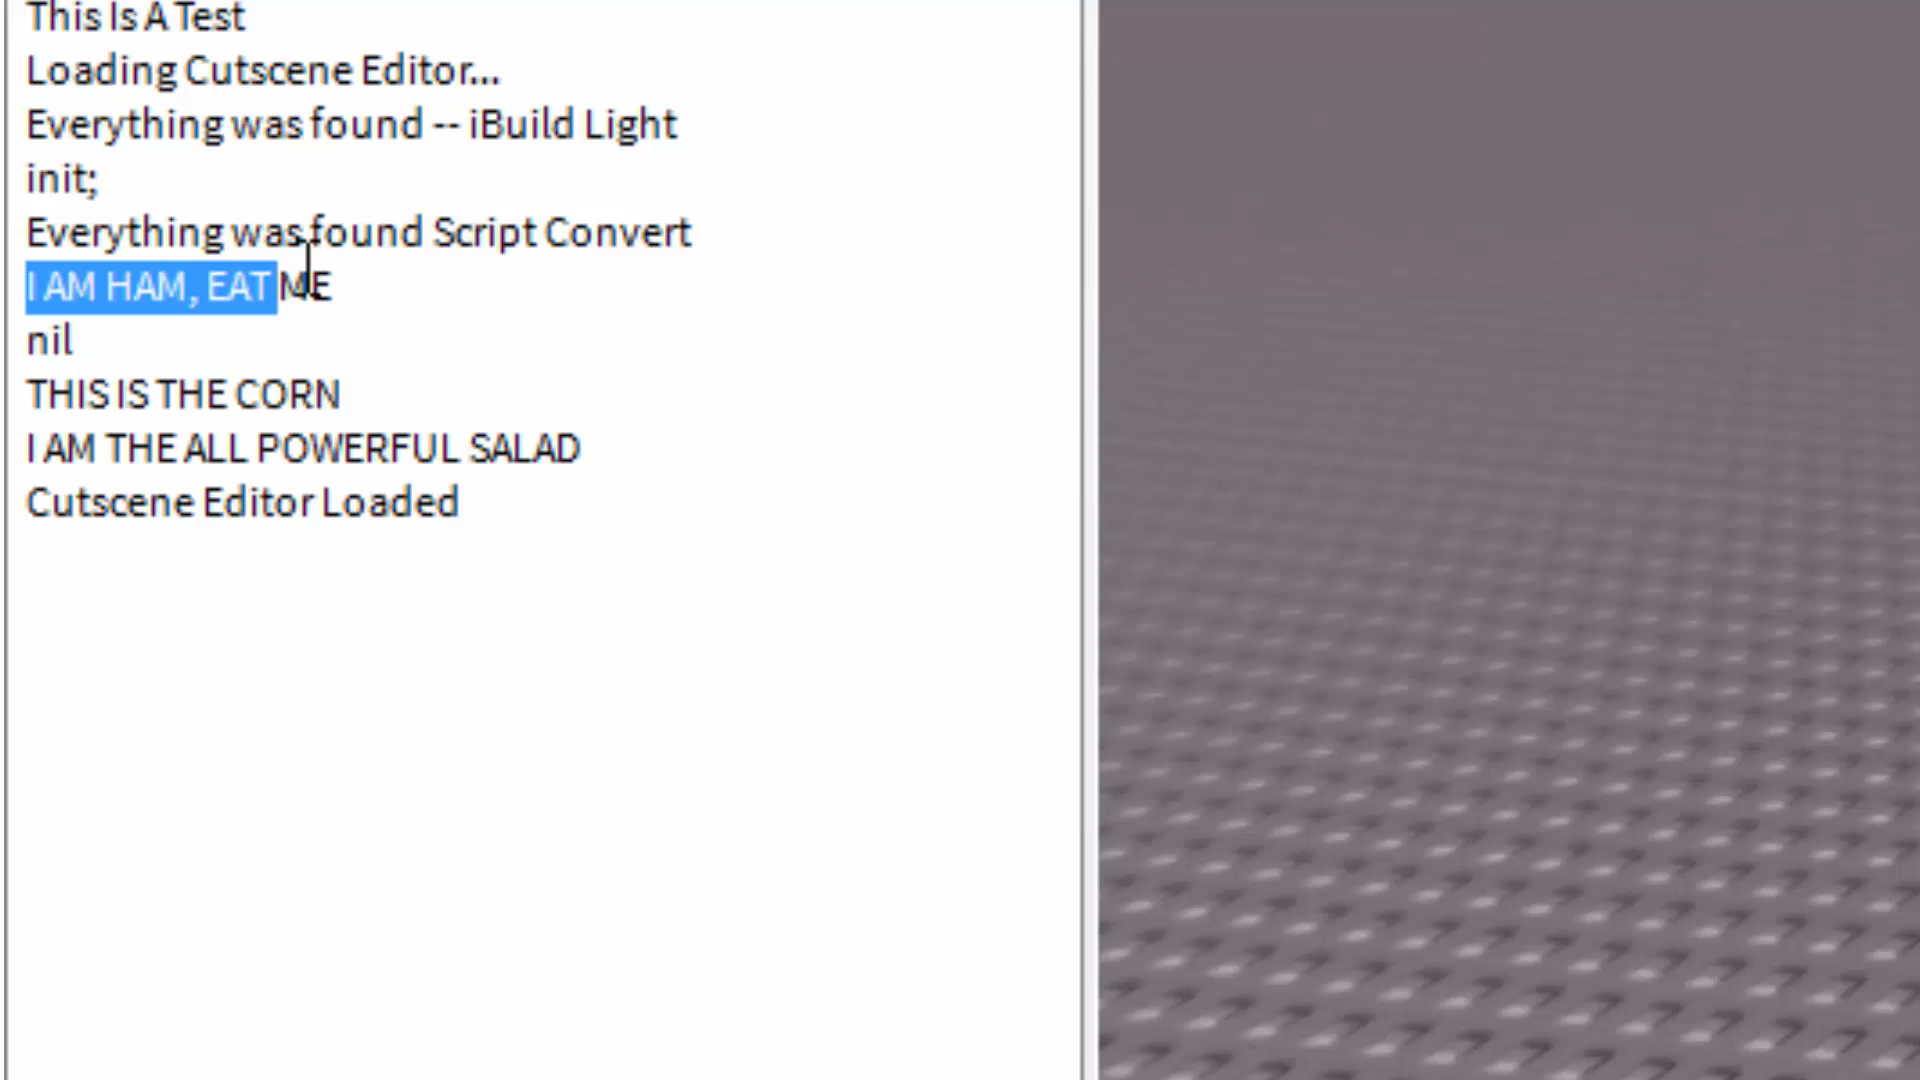 This Is A Test
Loading Cutscene Editor...
Everything was found -- iBuild Light
init;
Everything was found Script Convert
I AM HAM, EAT ME
nil
THIS IS THE CORN
I AM THE ALL POWERFUL SALAD
Cutscene Editor Loaded